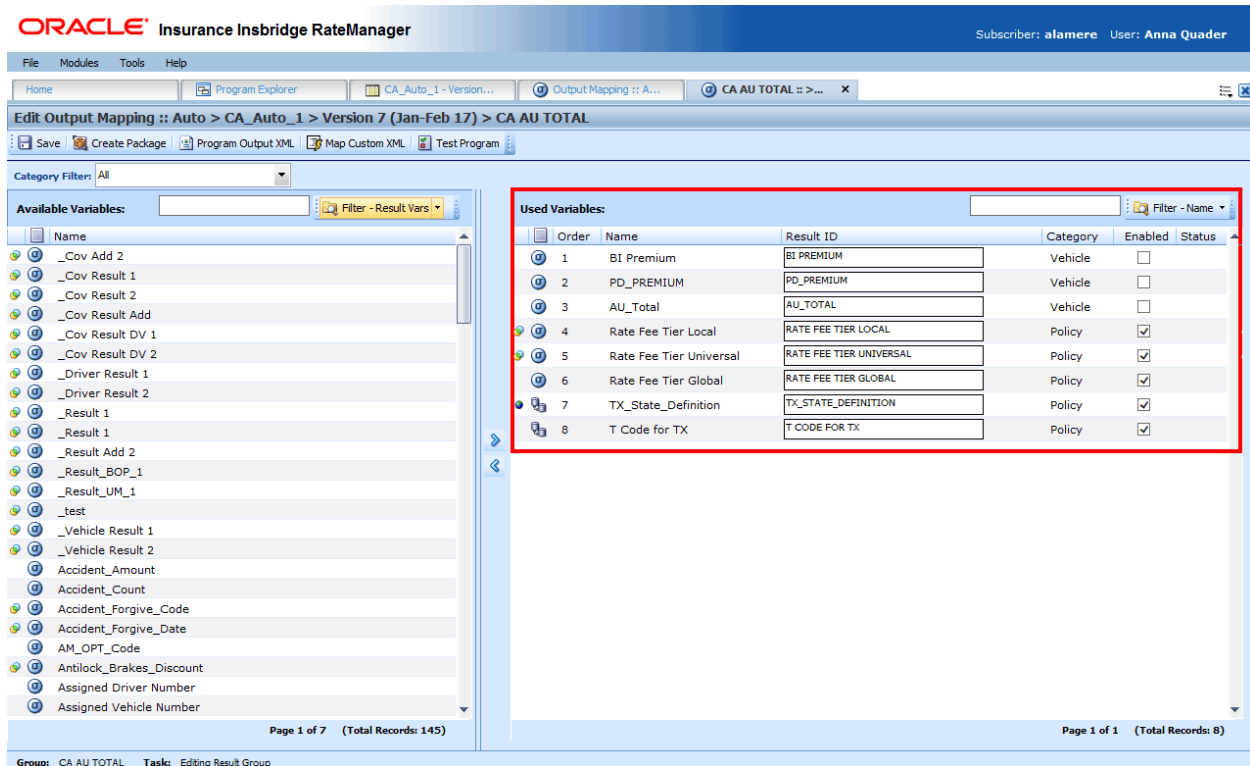 ORACLE® Insurance Insbridge RateManager
Subscriber: alamere User: Anna Quader
File Modules Tools Help
Home Program Explorer CA_Auto_1 - Version... Output Mapping :: A... CA AU TOTAL :: >... X
Edit Output Mapping :: Auto > CA_Auto_1 > Version 7 (Jan-Feb 17) > CA AU TOTAL
Save Create Package Program Output XML Map Custom XML Test Program
Category Filter: All
Available Variables: Filter - Result Vars
Name
_Cov Add 2
_Cov Result 1
_Cov Result 2
_Cov Result Add
_Cov Result DV 1
_Cov Result DV 2
_Driver Result 1
_Driver Result 2
_Result 1
_Result 1
_Result Add 2
_Result_BOP_1
_Result_UM_1
_test
_Vehicle Result 1
_Vehicle Result 2
Accident_Amount
Accident_Count
Accident_Forgive_Code
Accident_Forgive_Date
AM_OPT_Code
Antilock_Brakes_Discount
Assigned Driver Number
Assigned Vehicle Number
Page 1 of 7 (Total Records: 145)
Used Variables: Filter - Name
Order Name Result ID Category Enabled Status
1 BI Premium BI PREMIUM Vehicle
2 PD_PREMIUM PD_PREMIUM Vehicle
3 AU_Total AU_TOTAL Vehicle
4 Rate Fee Tier Local RATE FEE TIER LOCAL Policy
5 Rate Fee Tier Universal RATE FEE TIER UNIVERSAL Policy
6 Rate Fee Tier Global RATE FEE TIER GLOBAL Policy
7 TX_State_Definition TX_STATE_DEFINITION Policy
8 T Code for TX T CODE FOR TX Policy
Page 1 of 1 (Total Records: 8)
Group: CA AU TOTAL Task: Editing Result Group